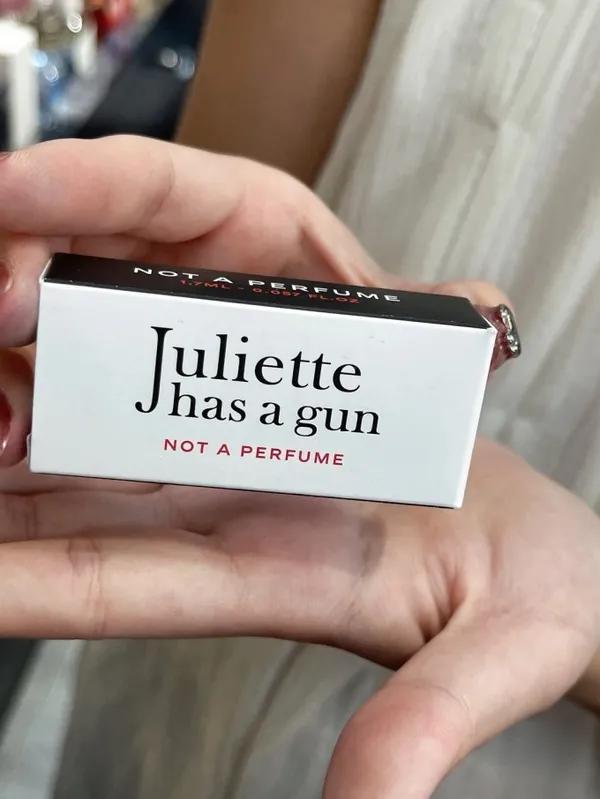 NOT A PERFUME
1.7ML - 0.057 FL.OZ
Juliette
has a gun
NOT A PERFUME